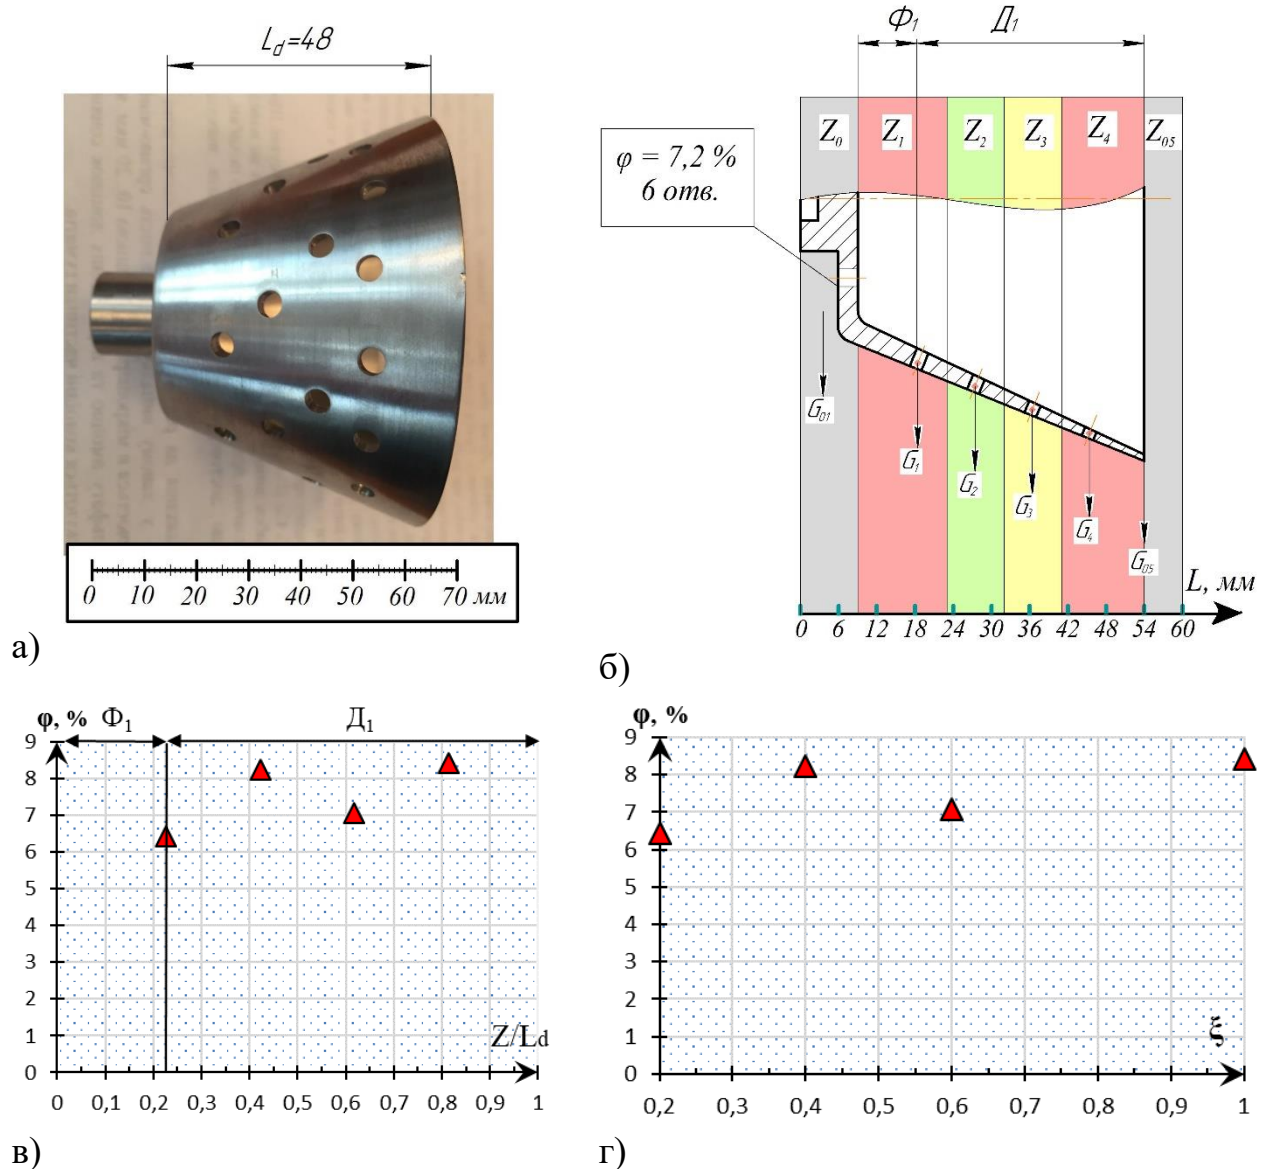 L_d=48
0 10 20 30 40 50 60 70 мм
а)
Ф₁ Д₁
Z₀ Z₁ Z₂ Z₃ Z₄ Z₀₅
φ = 7,2 %
6 отв.
G₀₁
G₁
G₂
G₃
G₄
G₀₅
L, мм
0 6 12 18 24 30 36 42 48 54 60
б)
φ, % Ф₁ Д₁
9
8
7
6
5
4
3
2
1
0
Z/Ld
0 0,1 0,2 0,3 0,4 0,5 0,6 0,7 0,8 0,9 1
в)
φ, %
9
8
7
6
5
4
3
2
1
0
ξ
0,2 0,3 0,4 0,5 0,6 0,7 0,8 0,9 1
г)